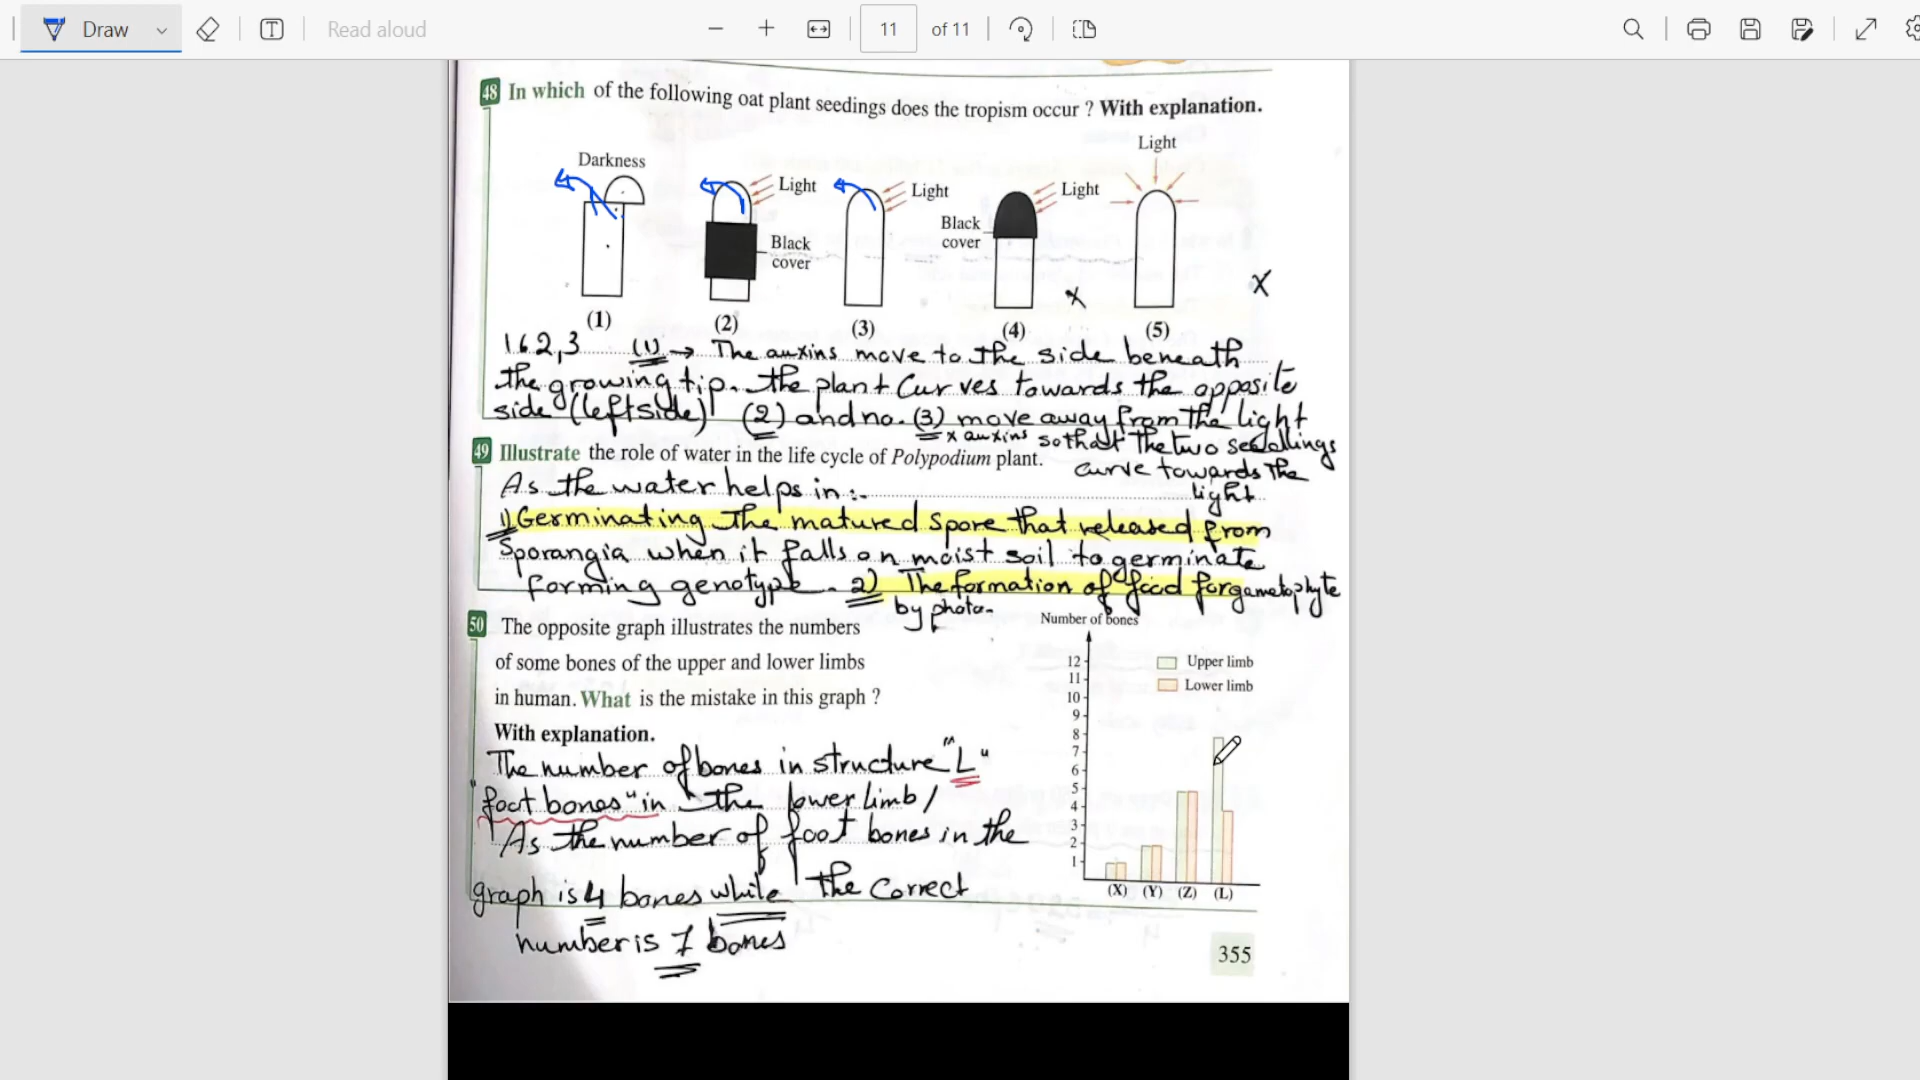 Draw
Read aloud
11 of 11
48 In which of the following oat plant seedings does the tropism occur ? With explanation.
Darkness
Light
Black
cover
Light
Light
Black
cover
Light
X
X
(1) (2) (3) (4) (5)
1 & 2, 3 (1) → The auxins move to the side beneath
the growing tip. the plant Curves towards the opposite
side (left side) (2) and no. (3) move away from the light
x auxins so that the two seedlings
curve towards the
light
49 Illustrate the role of water in the life cycle of Polypodium plant.
As the water helps in :-
1) Germinating the matured spore that released from
Sporangia when it falls on moist soil to germinate
forming genotype. 2) The formation of food for gametophyte
by photo-
50 The opposite graph illustrates the numbers
of some bones of the upper and lower limbs
in human. What is the mistake in this graph ?
With explanation.
The number of bones in structure "L"
"foot bones" in the lower limb /
As the number of foot bones in the
graph is 4 bones while the correct
number is 7 bones
Number of bones
12
11
10
9
8
7
6
5
4
3
2
1
Upper limb
Lower limb
(X) (Y) (Z) (L)
355